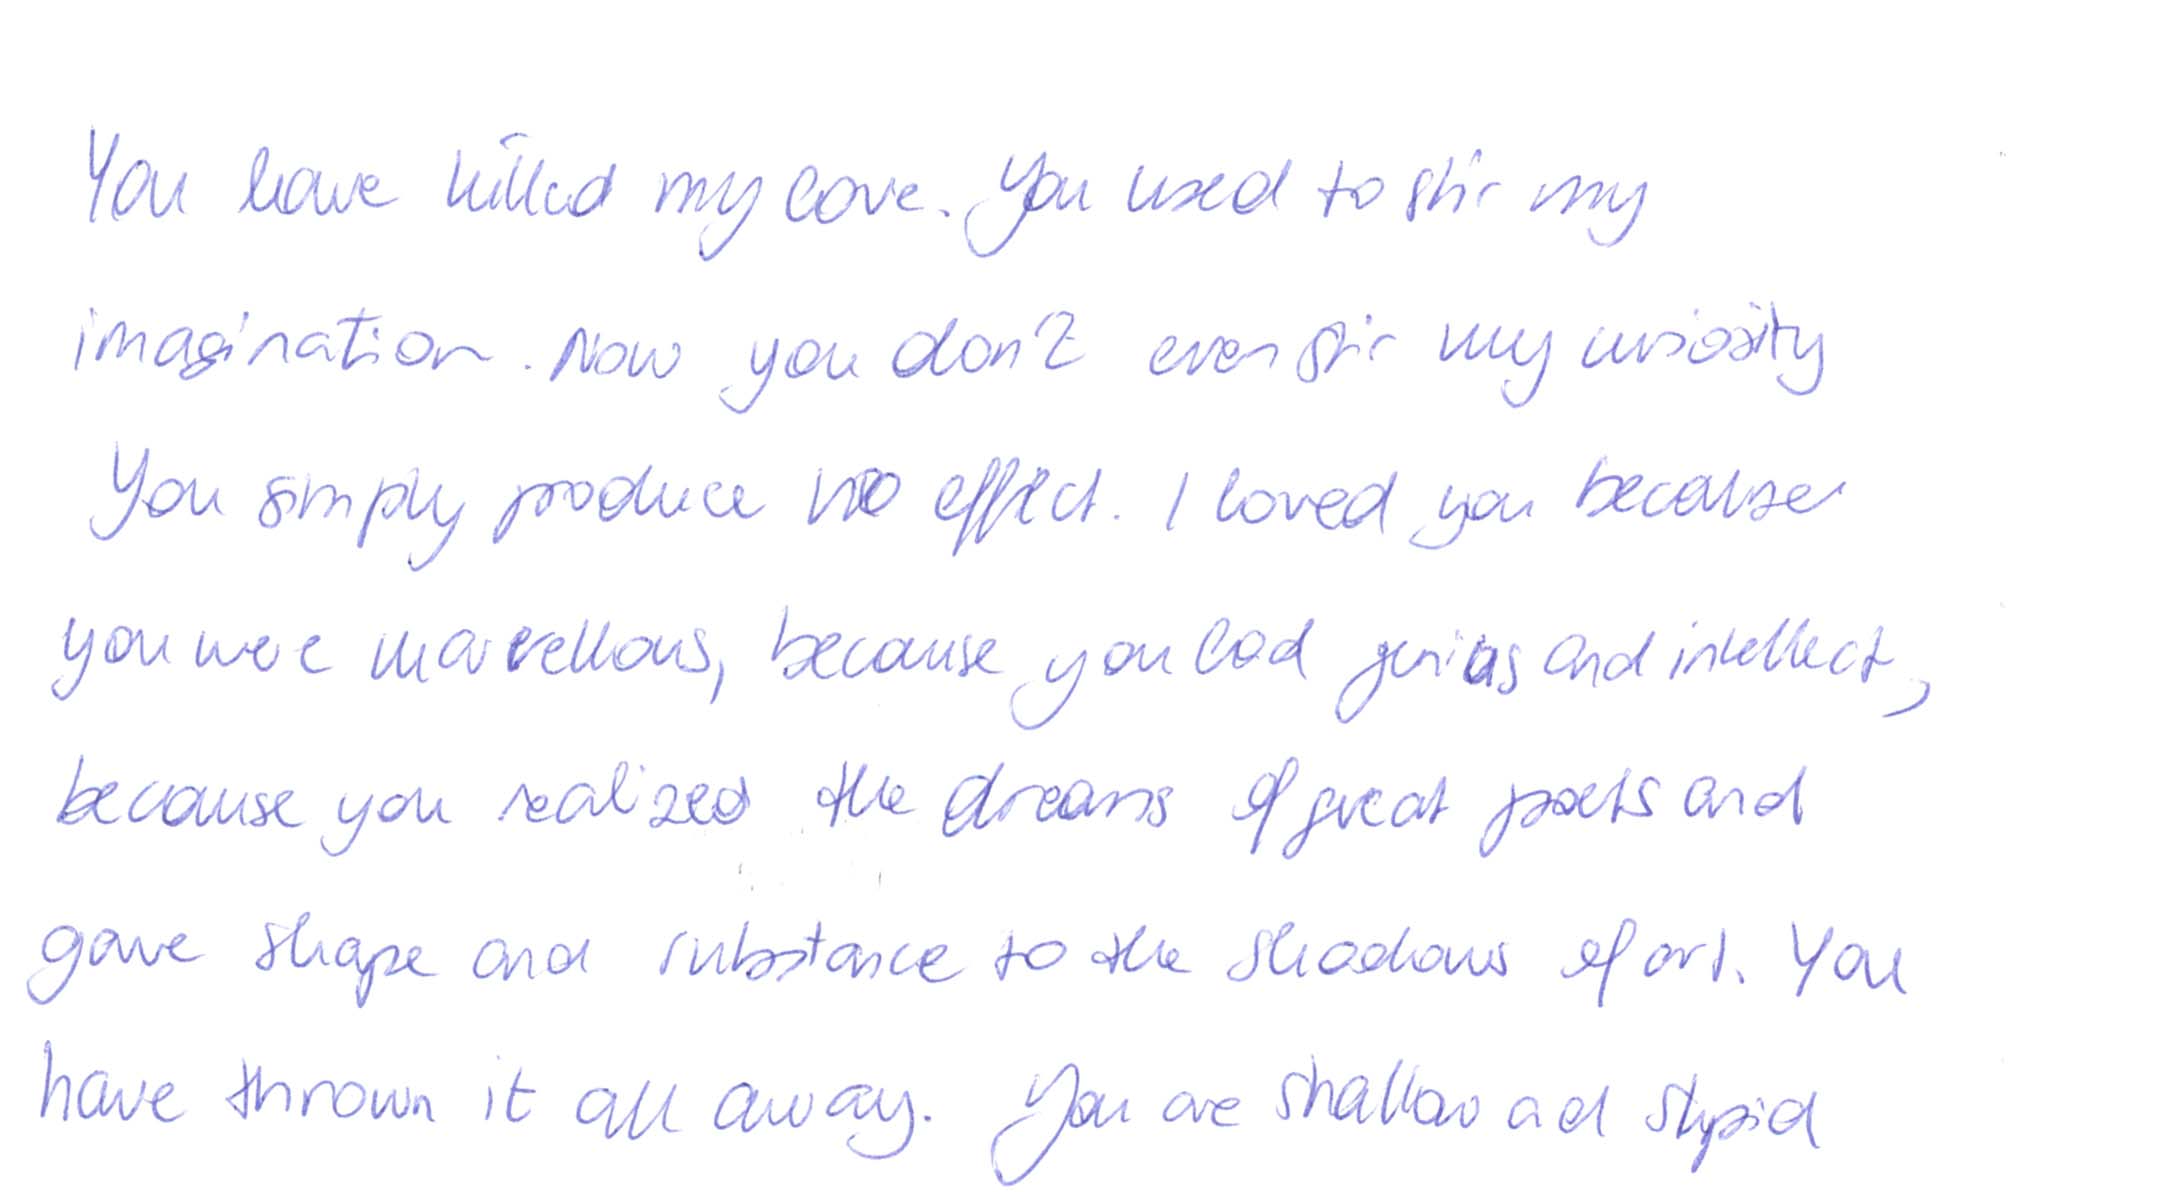 You have killed my love. You used to stir my
imagination. Now you don't even stir my curiosity
You simply produce no effect. I loved you because
you were marvellous, because you had genius and intellect,
because you realized the dreams of great poets and
gave shape and substance to the shadows of art. You
have thrown it all away. You are shallow and stupid